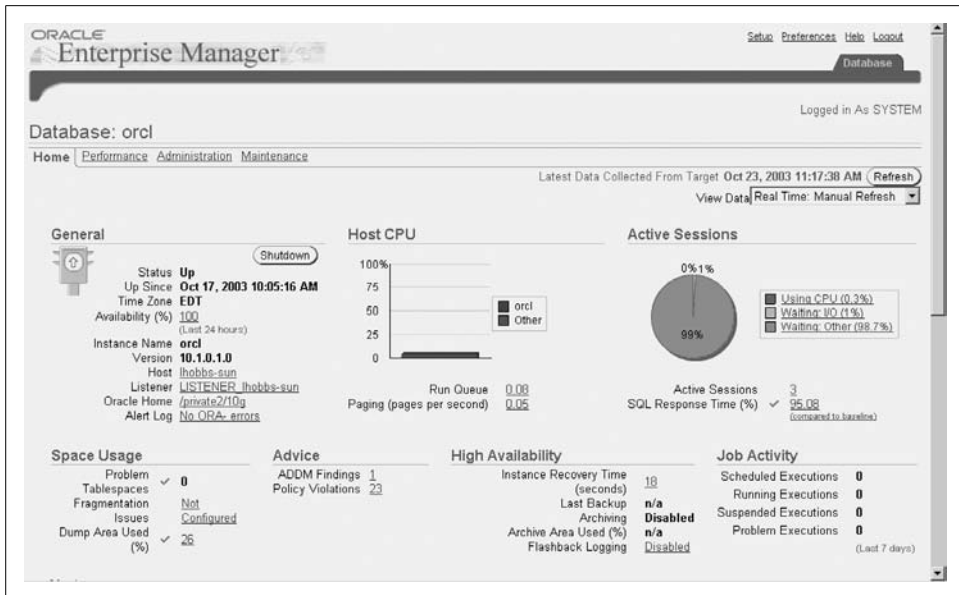 ORACLE
Enterprise Manager
Setup Preferences Help Logout
Database
Logged in As SYSTEM
Database: orcl
Home Performance Administration Maintenance
Latest Data Collected From Target Oct 23, 2003 11:17:38 AM Refresh
View Data Real Time: Manual Refresh
General
Shutdown
Status Up
Up Since Oct 17, 2003 10:05:16 AM
Time Zone EDT
Availability (%) 100
(Last 24 hours)
Instance Name orcl
Version 10.1.0.1.0
Host lhobbs-sun
Listener LISTENER_lhobbs-sun
Oracle Home /private2/10g
Alert Log No ORA- errors
Host CPU
100%
75
50
25
0
orcl
Other
Run Queue 0.08
Paging (pages per second) 0.05
Active Sessions
0% 1%
99%
Using CPU (0.3%)
Waiting: I/O (1%)
Waiting: Other (98.7%)
Active Sessions 3
SQL Response Time (%) 95.08
(compared to baseline)
Space Usage
Problem
Tablespaces 0
Fragmentation Not
Issues Configured
Dump Area Used
(%) 26
Advice
ADDM Findings 1
Policy Violations 23
High Availability
Instance Recovery Time
(seconds) 18
Last Backup n/a
Archiving Disabled
Archive Area Used (%) n/a
Flashback Logging Disabled
Job Activity
Scheduled Executions 0
Running Executions 0
Suspended Executions 0
Problem Executions 0
(Last 7 days)